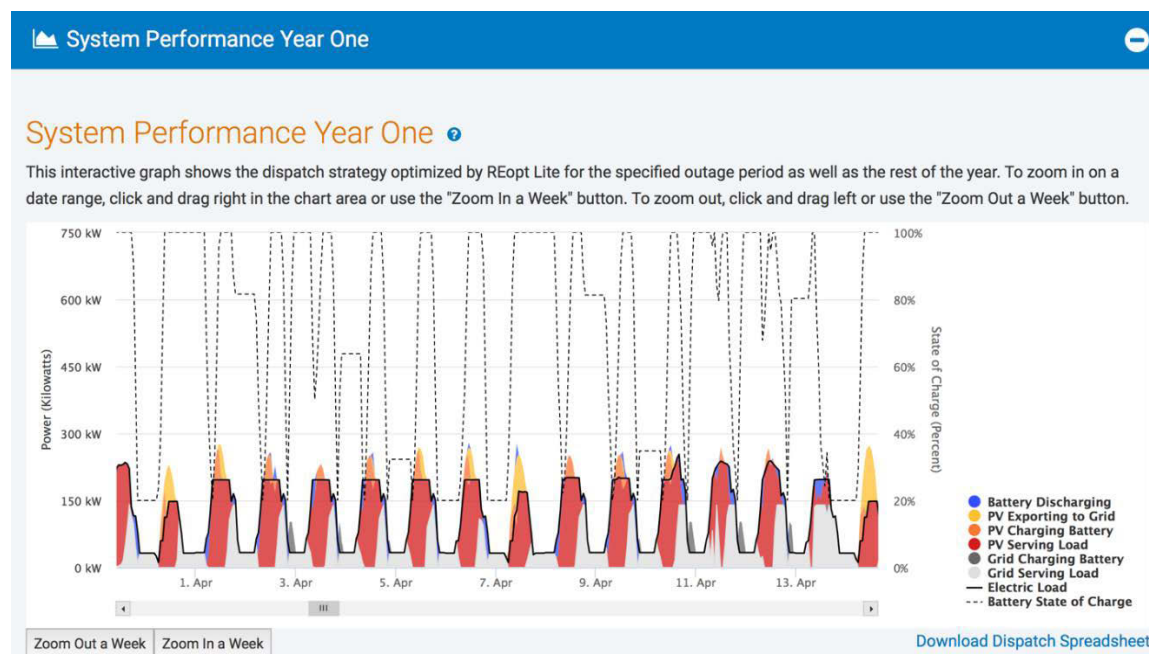 System Performance Year One
System Performance Year One ?
This interactive graph shows the dispatch strategy optimized by REopt Lite for the specified outage period as well as the rest of the year. To zoom in on a
date range, click and drag right in the chart area or use the "Zoom In a Week" button. To zoom out, click and drag left or use the "Zoom Out a Week" button.
750 kW
600 kW
450 kW
300 kW
150 kW
0 kW
Power (Kilowatts)
1. Apr
3. Apr
5. Apr
7. Apr
9. Apr
11. Apr
13. Apr
100%
80%
60%
40%
20%
0%
State of Charge (Percent)
Battery Discharging
PV Exporting to Grid
PV Charging Battery
PV Serving Load
Grid Charging Battery
Grid Serving Load
Electric Load
Battery State of Charge
Zoom Out a Week
Zoom In a Week
Download Dispatch Spreadsheet